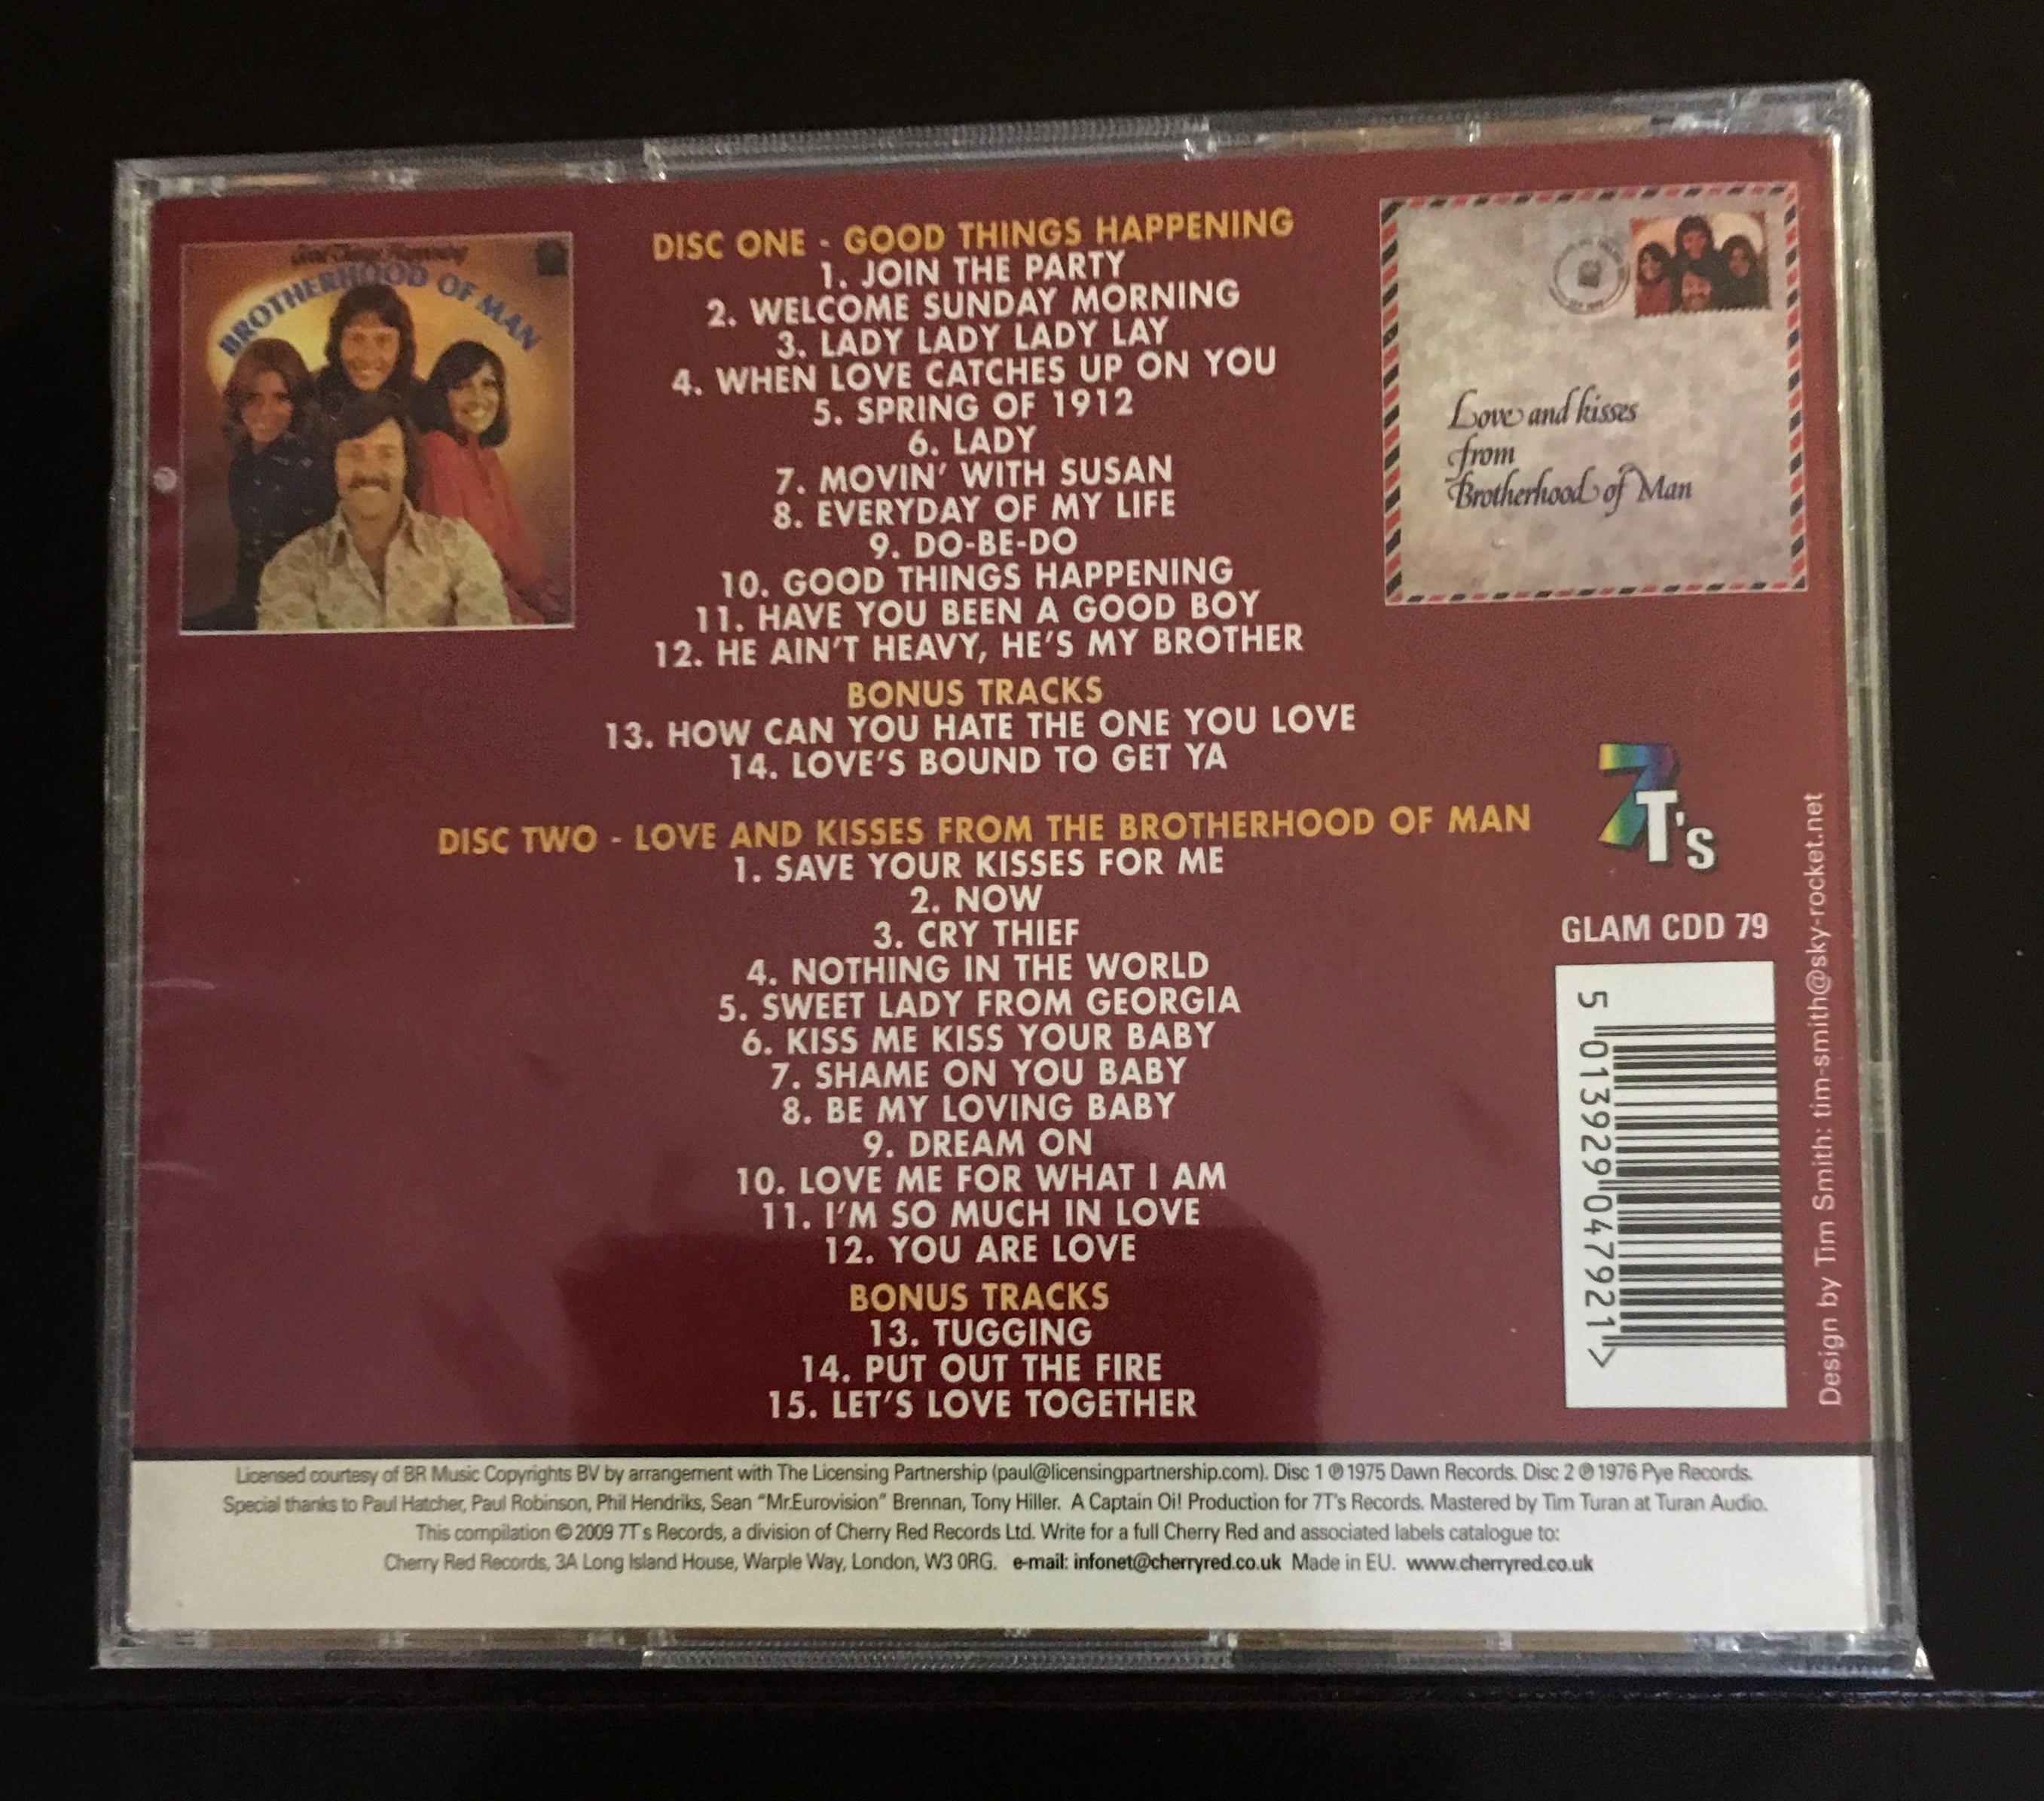 Good Things Happening
BROTHERHOOD OF MAN
DISC ONE - GOOD THINGS HAPPENING
1. JOIN THE PARTY
2. WELCOME SUNDAY MORNING
3. LADY LADY LADY LAY
4. WHEN LOVE CATCHES UP ON YOU
5. SPRING OF 1912
6. LADY
7. MOVIN' WITH SUSAN
8. EVERYDAY OF MY LIFE
9. DO-BE-DO
10. GOOD THINGS HAPPENING
11. HAVE YOU BEEN A GOOD BOY
12. HE AIN'T HEAVY, HE'S MY BROTHER
BONUS TRACKS
13. HOW CAN YOU HATE THE ONE YOU LOVE
14. LOVE'S BOUND TO GET YA
Love and kisses
from
Brotherhood of Man
DISC TWO - LOVE AND KISSES FROM THE BROTHERHOOD OF MAN
1. SAVE YOUR KISSES FOR ME
2. NOW
3. CRY THIEF
4. NOTHING IN THE WORLD
5. SWEET LADY FROM GEORGIA
6. KISS ME KISS YOUR BABY
7. SHAME ON YOU BABY
8. BE MY LOVING BABY
9. DREAM ON
10. LOVE ME FOR WHAT I AM
11. I'M SO MUCH IN LOVE
12. YOU ARE LOVE
BONUS TRACKS
13. TUGGING
14. PUT OUT THE FIRE
15. LET'S LOVE TOGETHER
7T's
GLAM CDD 79
5 013929 047921 >
Design by Tim Smith: tim-smith@sky-rocket.net
Licensed courtesy of BR Music Copyrights BV by arrangement with The Licensing Partnership (paul@licensingpartnership.com). Disc 1 ℗ 1975 Dawn Records. Disc 2 ℗ 1976 Pye Records.
Special thanks to Paul Hatcher, Paul Robinson, Phil Hendriks, Sean "Mr.Eurovision" Brennan, Tony Hiller. A Captain Oi! Production for 7T's Records. Mastered by Tim Turan at Turan Audio.
This compilation © 2009 7T's Records, a division of Cherry Red Records Ltd. Write for a full Cherry Red and associated labels catalogue to:
Cherry Red Records, 3A Long Island House, Warple Way, London, W3 0RG. e-mail: infonet@cherryred.co.uk Made in EU. www.cherryred.co.uk